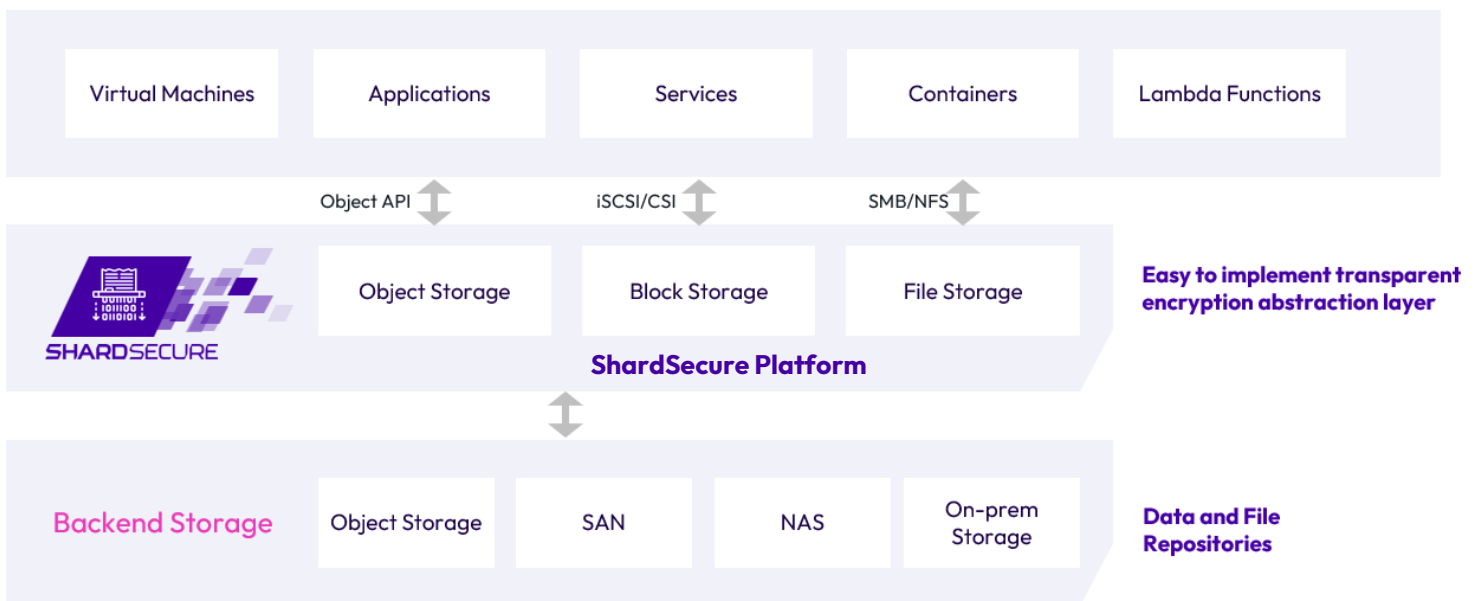 Virtual Machines
Applications
Services
Containers
Lambda Functions
Object API
iSCSI/CSI
SMB/NFS
Object Storage
Block Storage
File Storage
Easy to implement transparent
encryption abstraction layer
SHARDSECURE
ShardSecure Platform
Backend Storage
Object Storage
SAN
NAS
On-prem
Storage
Data and File
Repositories